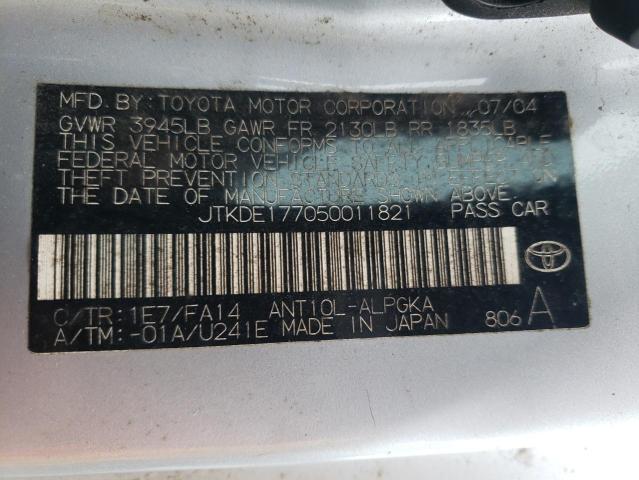 MFD. BY: TOYOTA MOTOR CORPORATION 07/04
GVWR 3945LB GAWR FR 2130LB RR 1835LB
THIS VEHICLE CONFORMS TO ALL APPLICABLE
FEDERAL MOTOR VEHICLE SAFETY, BUMPER, AND
THEFT PREVENTION STANDARDS IN EFFECT ON
THE DATE OF MANUFACTURE SHOWN ABOVE.
JTKDE177050011821 PASS CAR
C/TR: 1E7/FA14 ANT10L-ALPGKA
A/TM: -01A/U241E MADE IN JAPAN 806 A